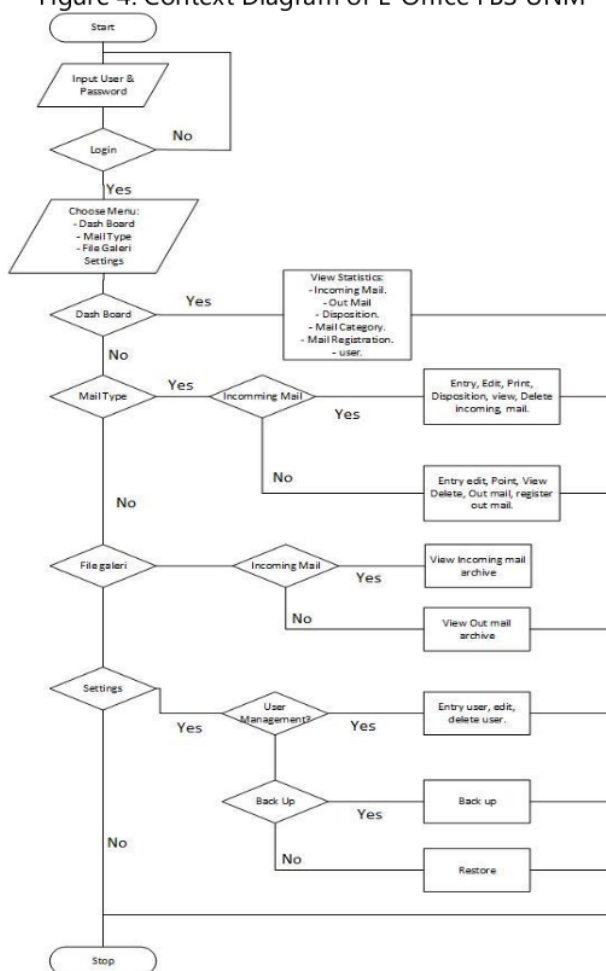 Figure 4. Context Diagram of E-Office FBS UNM
Start
Input User &
Password
No
Login
Yes
Choose Menu:
- Dash Board
- Mail Type
- File Galeri
Settings
Dash Board
Yes
View Statistics:
- Incoming Mail.
- Out Mail
- Disposition.
- Mail Category.
- Mail Registration.
- user.
No
Mail Type
Yes
Incomming Mail
Yes
Entry, Edit, Print,
Disposition, view, Delete
incoming, mail.
No
No
Entry edit, Point, View
Delete, Out mail, register
out mail.
File galeri
Incoming Mail
Yes
View Incoming mail
archive
No
View Out mail
archive
Settings
Yes
User
Management?
Yes
Entry user, edit,
delete user.
Back Up
Yes
Back up
No
No
Restore
Stop